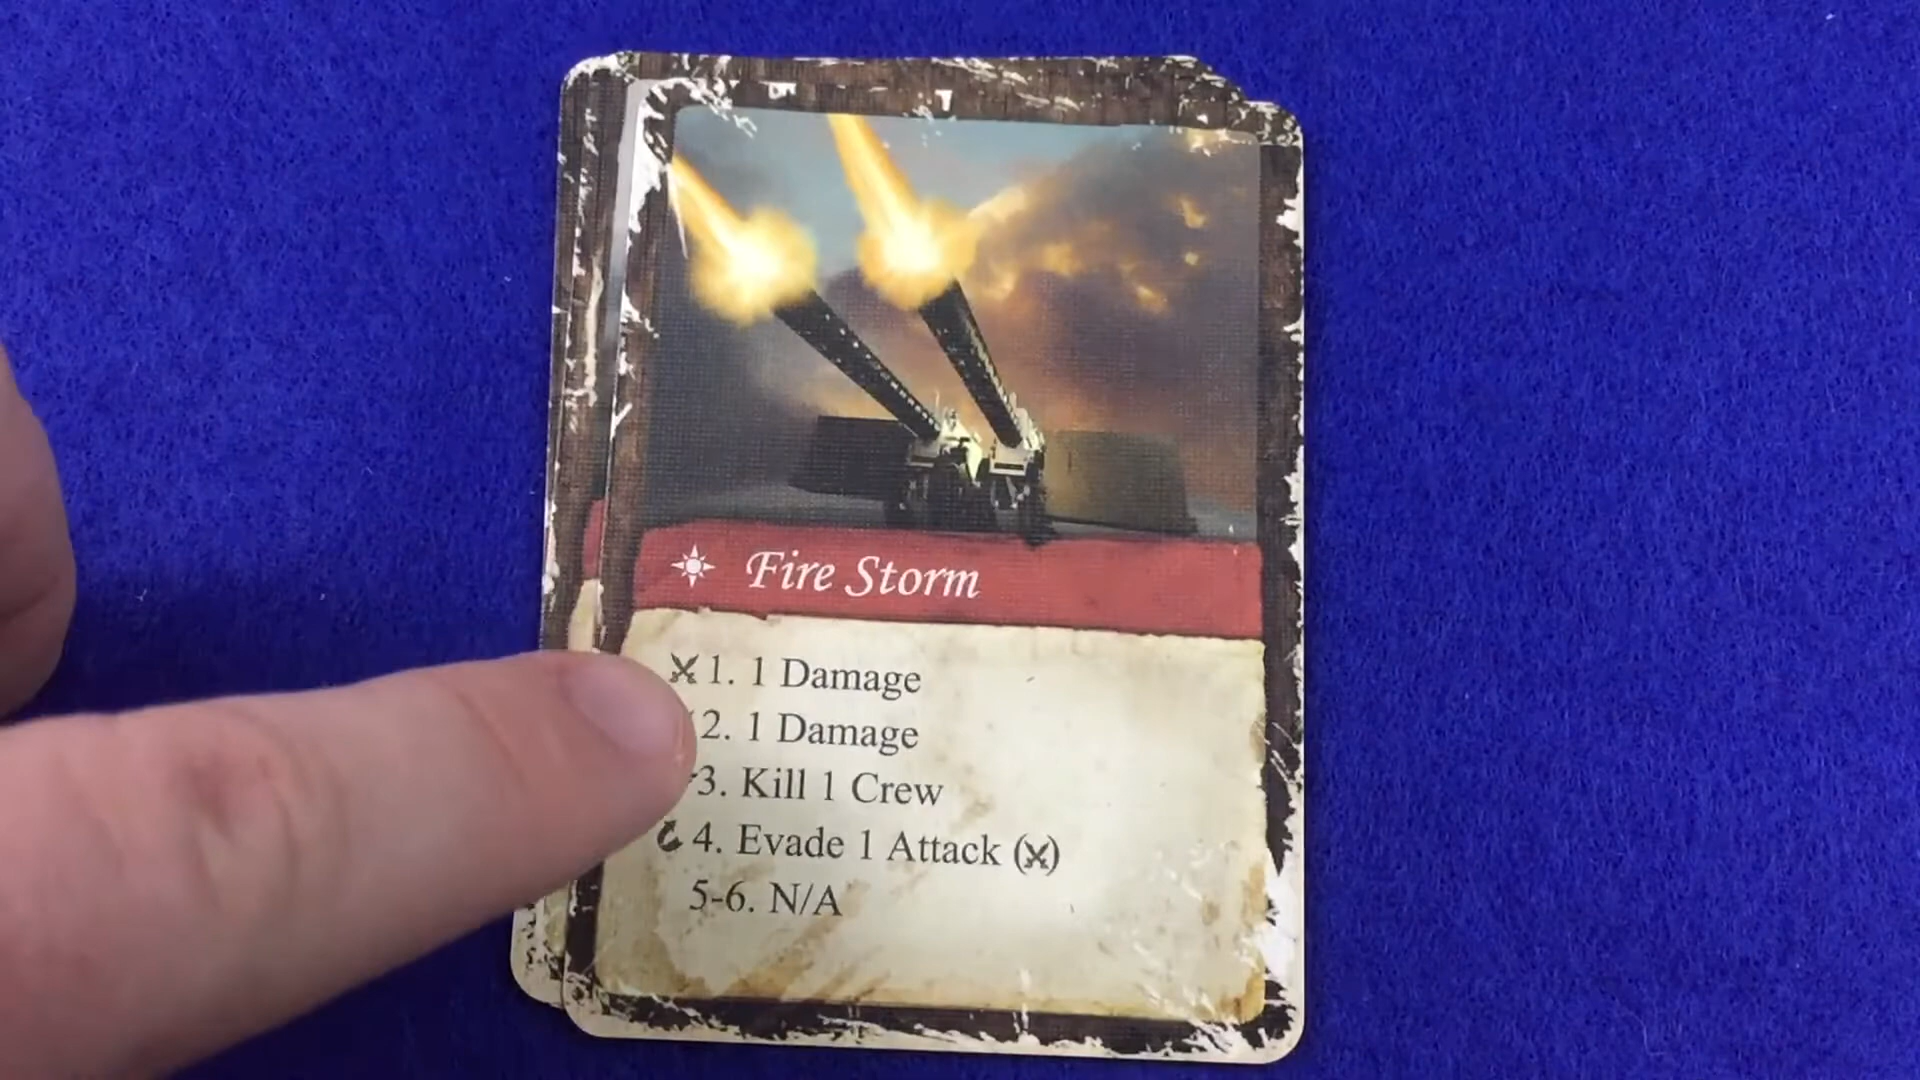 Fire Storm
1. 1 Damage
2. 1 Damage
3. Kill 1 Crew
4. Evade 1 Attack ()
5-6. N/A